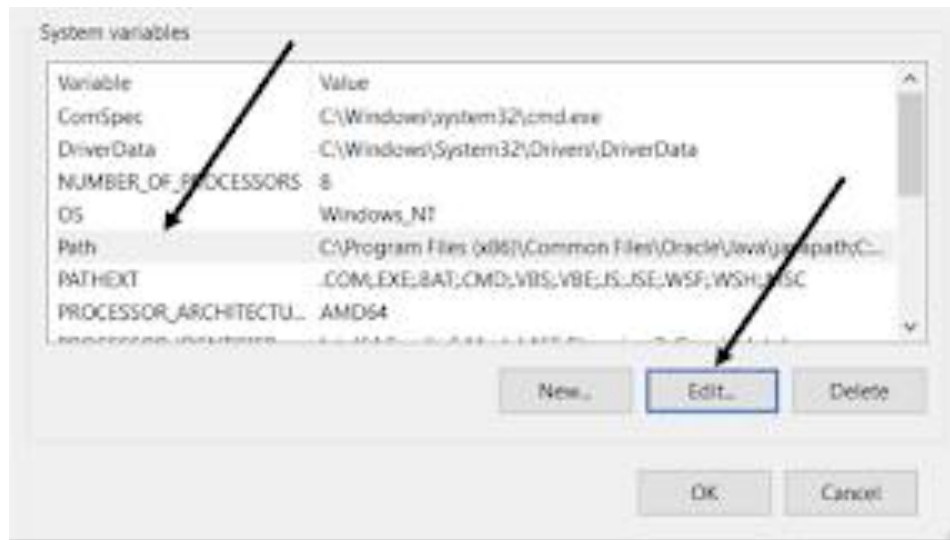 System variables
Variable Value
ComSpec C:\Windows\system32\cmd.exe
DriverData C:\Windows\System32\Drivers\DriverData
NUMBER_OF_PROCESSORS 8
OS Windows_NT
Path C:\Program Files (x86)\Common Files\Oracle\Java\javapath;C:...
PATHEXT .COM;.EXE;.BAT;.CMD;.VBS;.VBE;.JS;.JSE;.WSF;.WSH;.MSC
PROCESSOR_ARCHITECTU... AMD64
New... Edit... Delete
OK Cancel